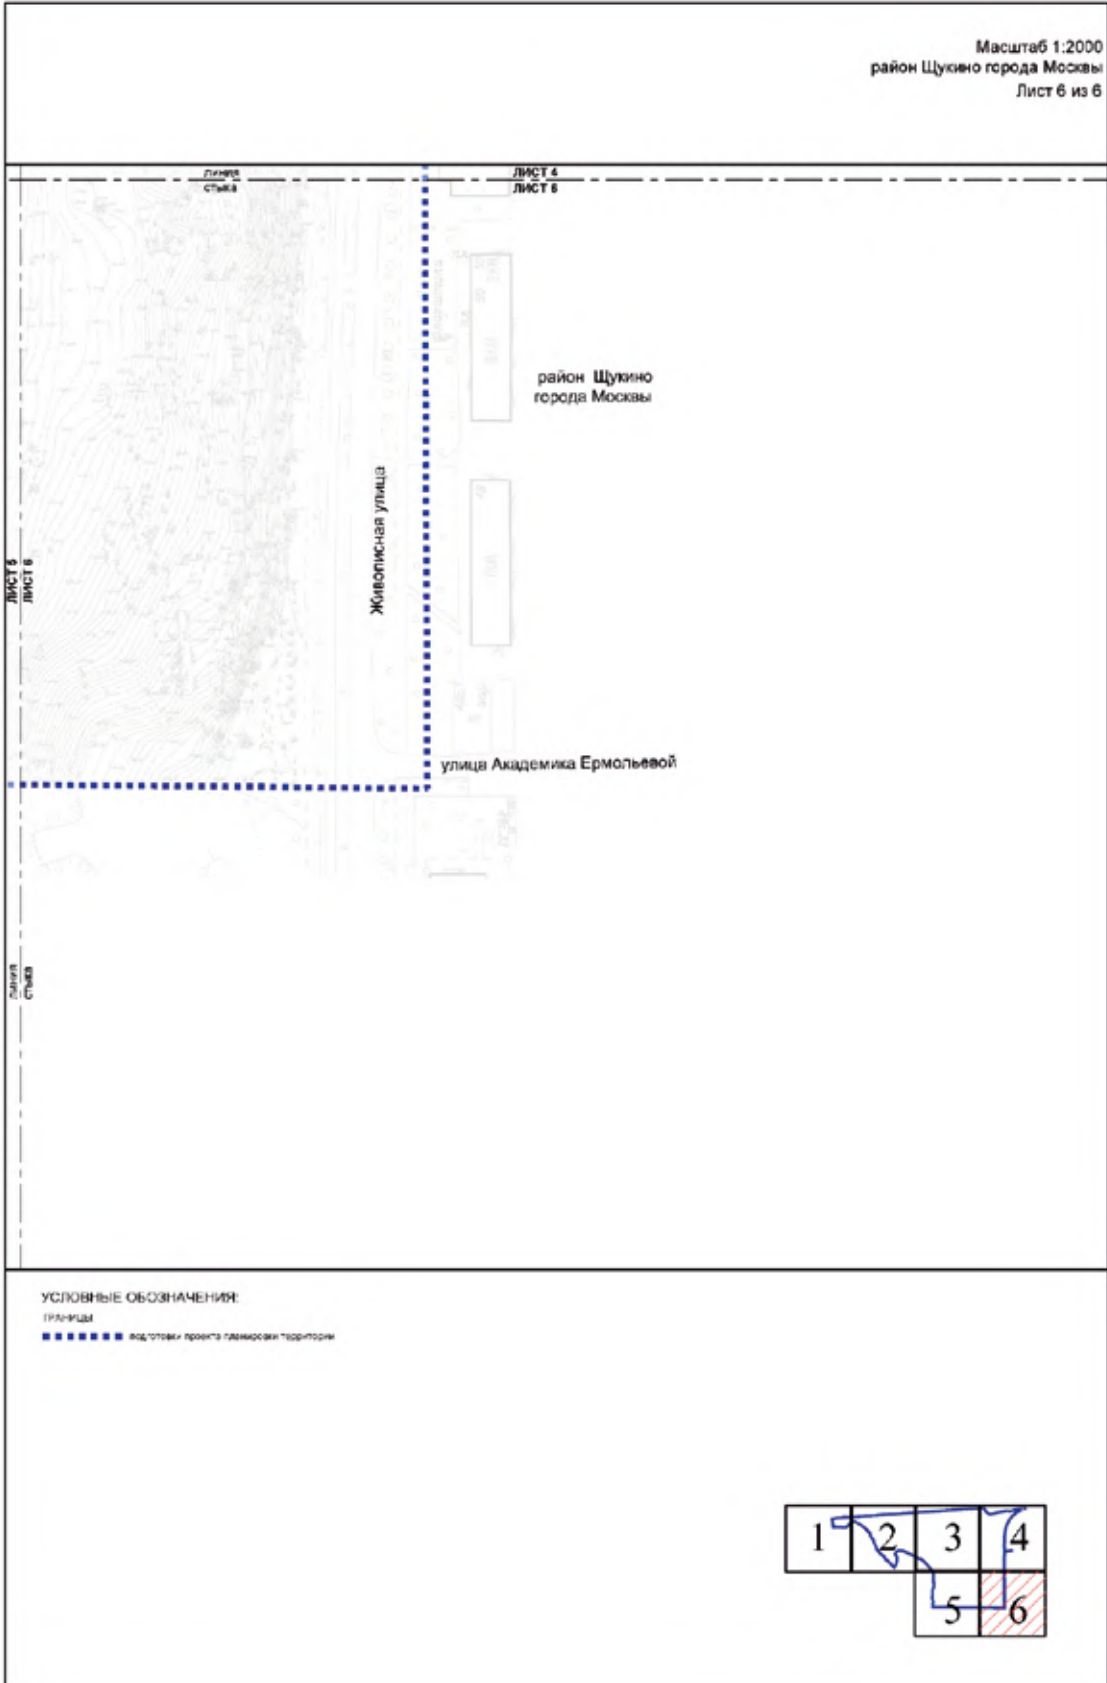 Масштаб 1:2000
район Щукино города Москвы
Лист 6 из 6
линия
стыка
ЛИСТ 4
ЛИСТ 6
район Щукино
города Москвы
Живописная улица
ЛИСТ 5
ЛИСТ 6
улица Академика Ермольевой
линия
стыка
УСЛОВНЫЕ ОБОЗНАЧЕНИЯ:
ГРАНИЦЫ
подготовки проекта планировки территории
1 2 3 4
5 6